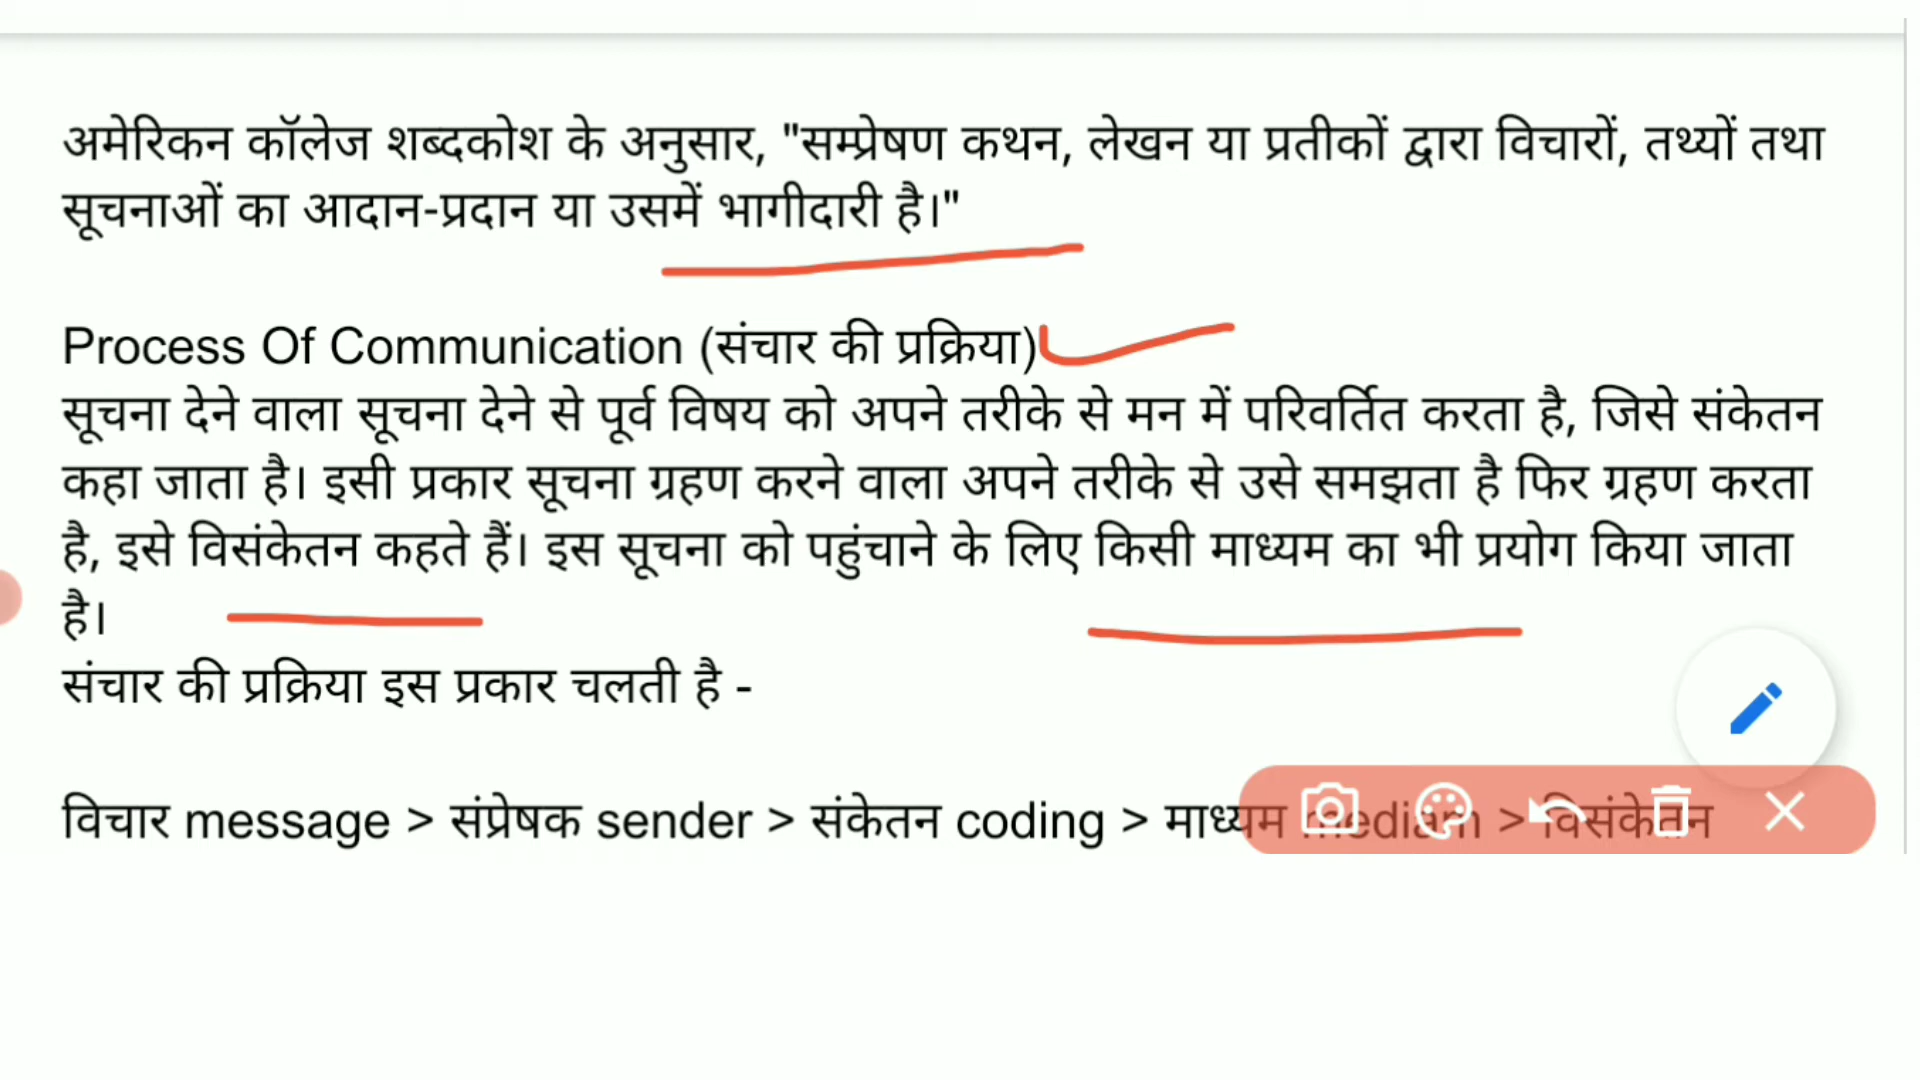 अमेरिकन कॉलेज शब्दकोश के अनुसार, "सम्प्रेषण कथन, लेखन या प्रतीकों द्वारा विचारों, तथ्यों तथा
सूचनाओं का आदान-प्रदान या उसमें भागीदारी है।"
Process Of Communication (संचार की प्रक्रिया)
सूचना देने वाला सूचना देने से पूर्व विषय को अपने तरीके से मन में परिवर्तित करता है, जिसे संकेतन
कहा जाता है। इसी प्रकार सूचना ग्रहण करने वाला अपने तरीके से उसे समझता है फिर ग्रहण करता
है, इसे विसंकेतन कहते हैं। इस सूचना को पहुंचाने के लिए किसी माध्यम का भी प्रयोग किया जाता
है।
संचार की प्रक्रिया इस प्रकार चलती है -
विचार message > संप्रेषक sender > संकेतन coding > माध्यम mediam > विसंकेतन